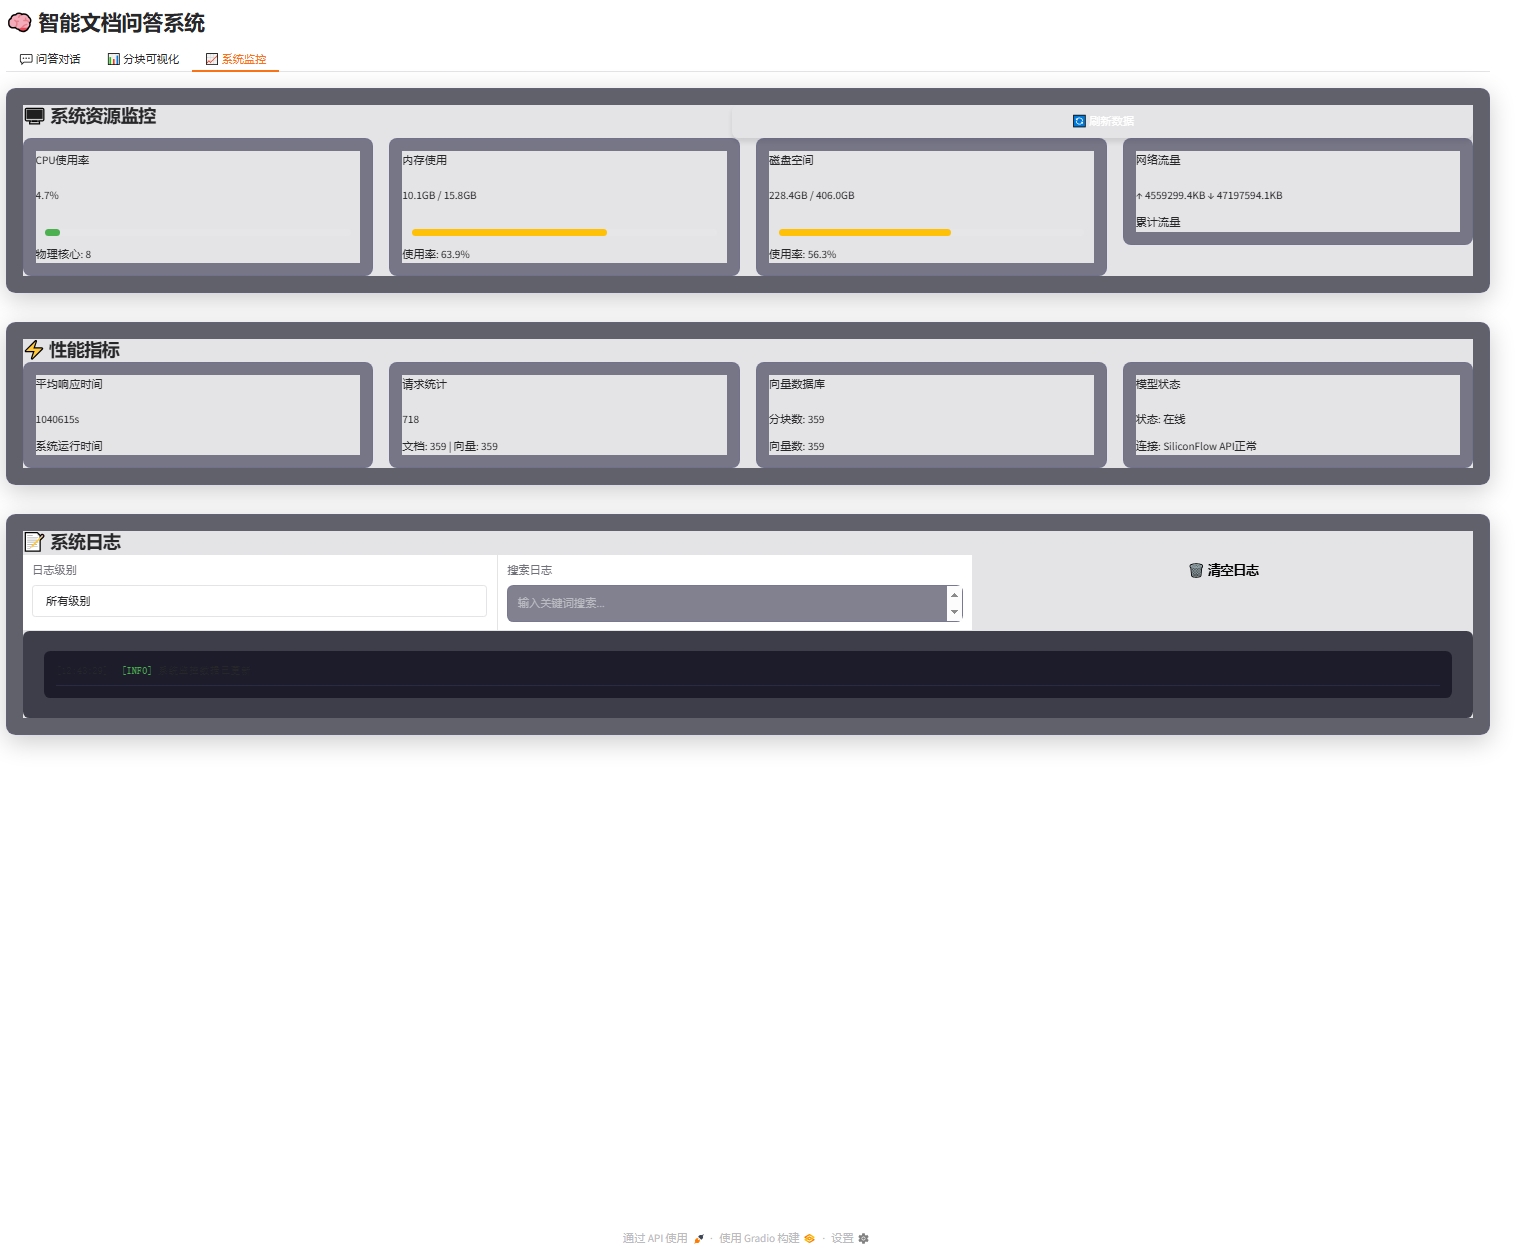 智能文档问答系统
问答对话 分块可视化 系统监控
系统资源监控
刷新数据
CPU使用率
4.7%
物理核心: 8
内存使用
10.1GB / 15.8GB
使用率: 63.9%
磁盘空间
228.4GB / 406.0GB
使用率: 56.3%
网络流量
↑ 4559299.4KB ↓ 47197594.1KB
累计流量
性能指标
平均响应时间
1040615s
系统运行时间
请求统计
718
文档: 359 | 向量: 359
向量数据库
分块数: 359
向量数: 359
模型状态
状态: 在线
连接: SiliconFlow API正常
系统日志
日志级别
所有级别
搜索日志
输入关键词搜索...
清空日志
[INFO]
通过 API 使用 · 使用 Gradio 构建 · 设置